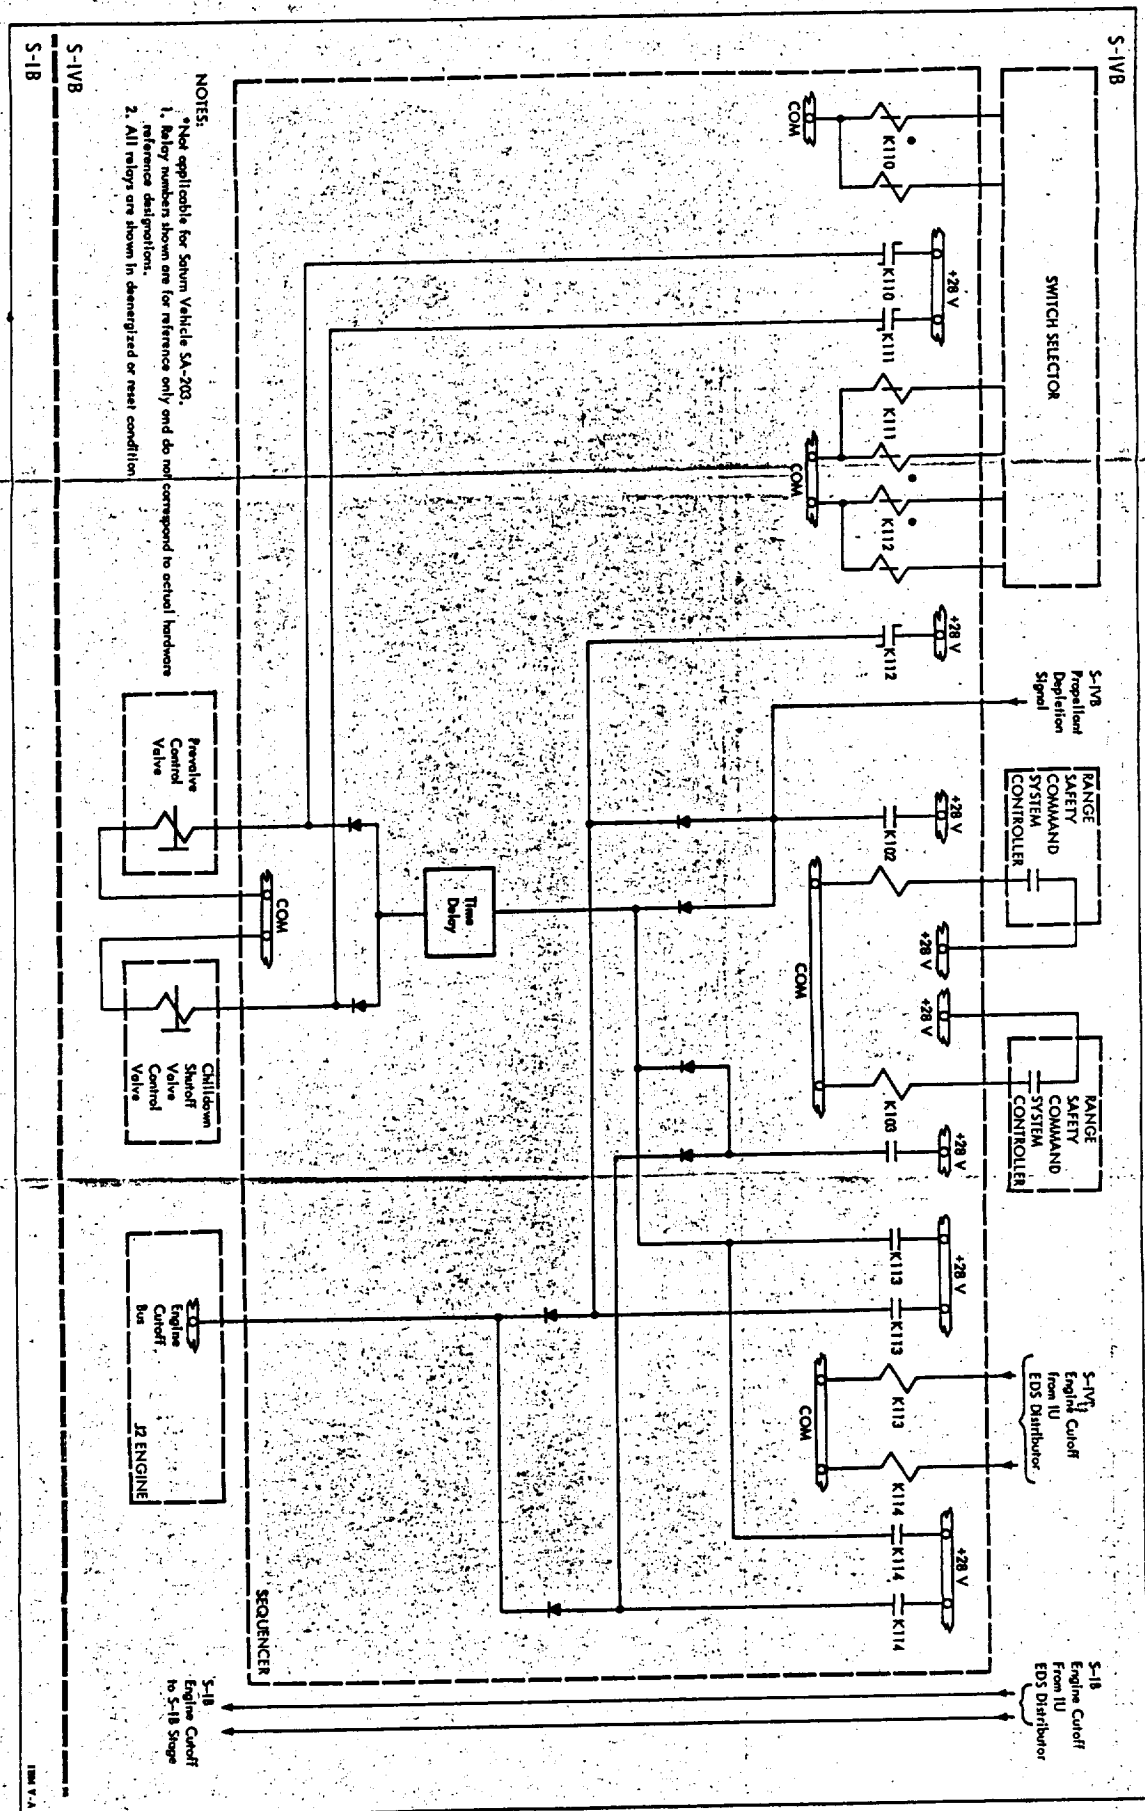 S-IVB
SWITCH SELECTOR
S-IVB
Propellant
Depletion
Signal
RANGE
SAFETY
COMMAND
SYSTEM
CONTROLLER
RANGE
SAFETY
COMMAND
SYSTEM
CONTROLLER
Engine Cutoff
from IU
EDS Distributor
S-IB
Engine Cutoff
From IU
EDS Distributor
K110
COM
+28 V
K110
K111
K111
COM
K112
+28 V
K112
+28 V
K102
+28 V
+28 V
COM
K103
+28 V
+28 V
K113
K113
K113
COM
K114
+28 V
K114
K114
Time
Delay
COM
SEQUENCER
Prevalve
Control
Valve
Chilldown
Shutoff
Valve
Control
Valve
Engine
Cutoff
Bus
J2 ENGINE
S-IB
Engine Cutoff
to S-IB Stage
NOTES:
*Not applicable for Saturn Vehicle SA-203.
1. Relay numbers shown are for reference only and do not correspond to actual hardware
reference designations.
2. All relays are shown in deenergized or reset condition.
S-IVB
S-IB